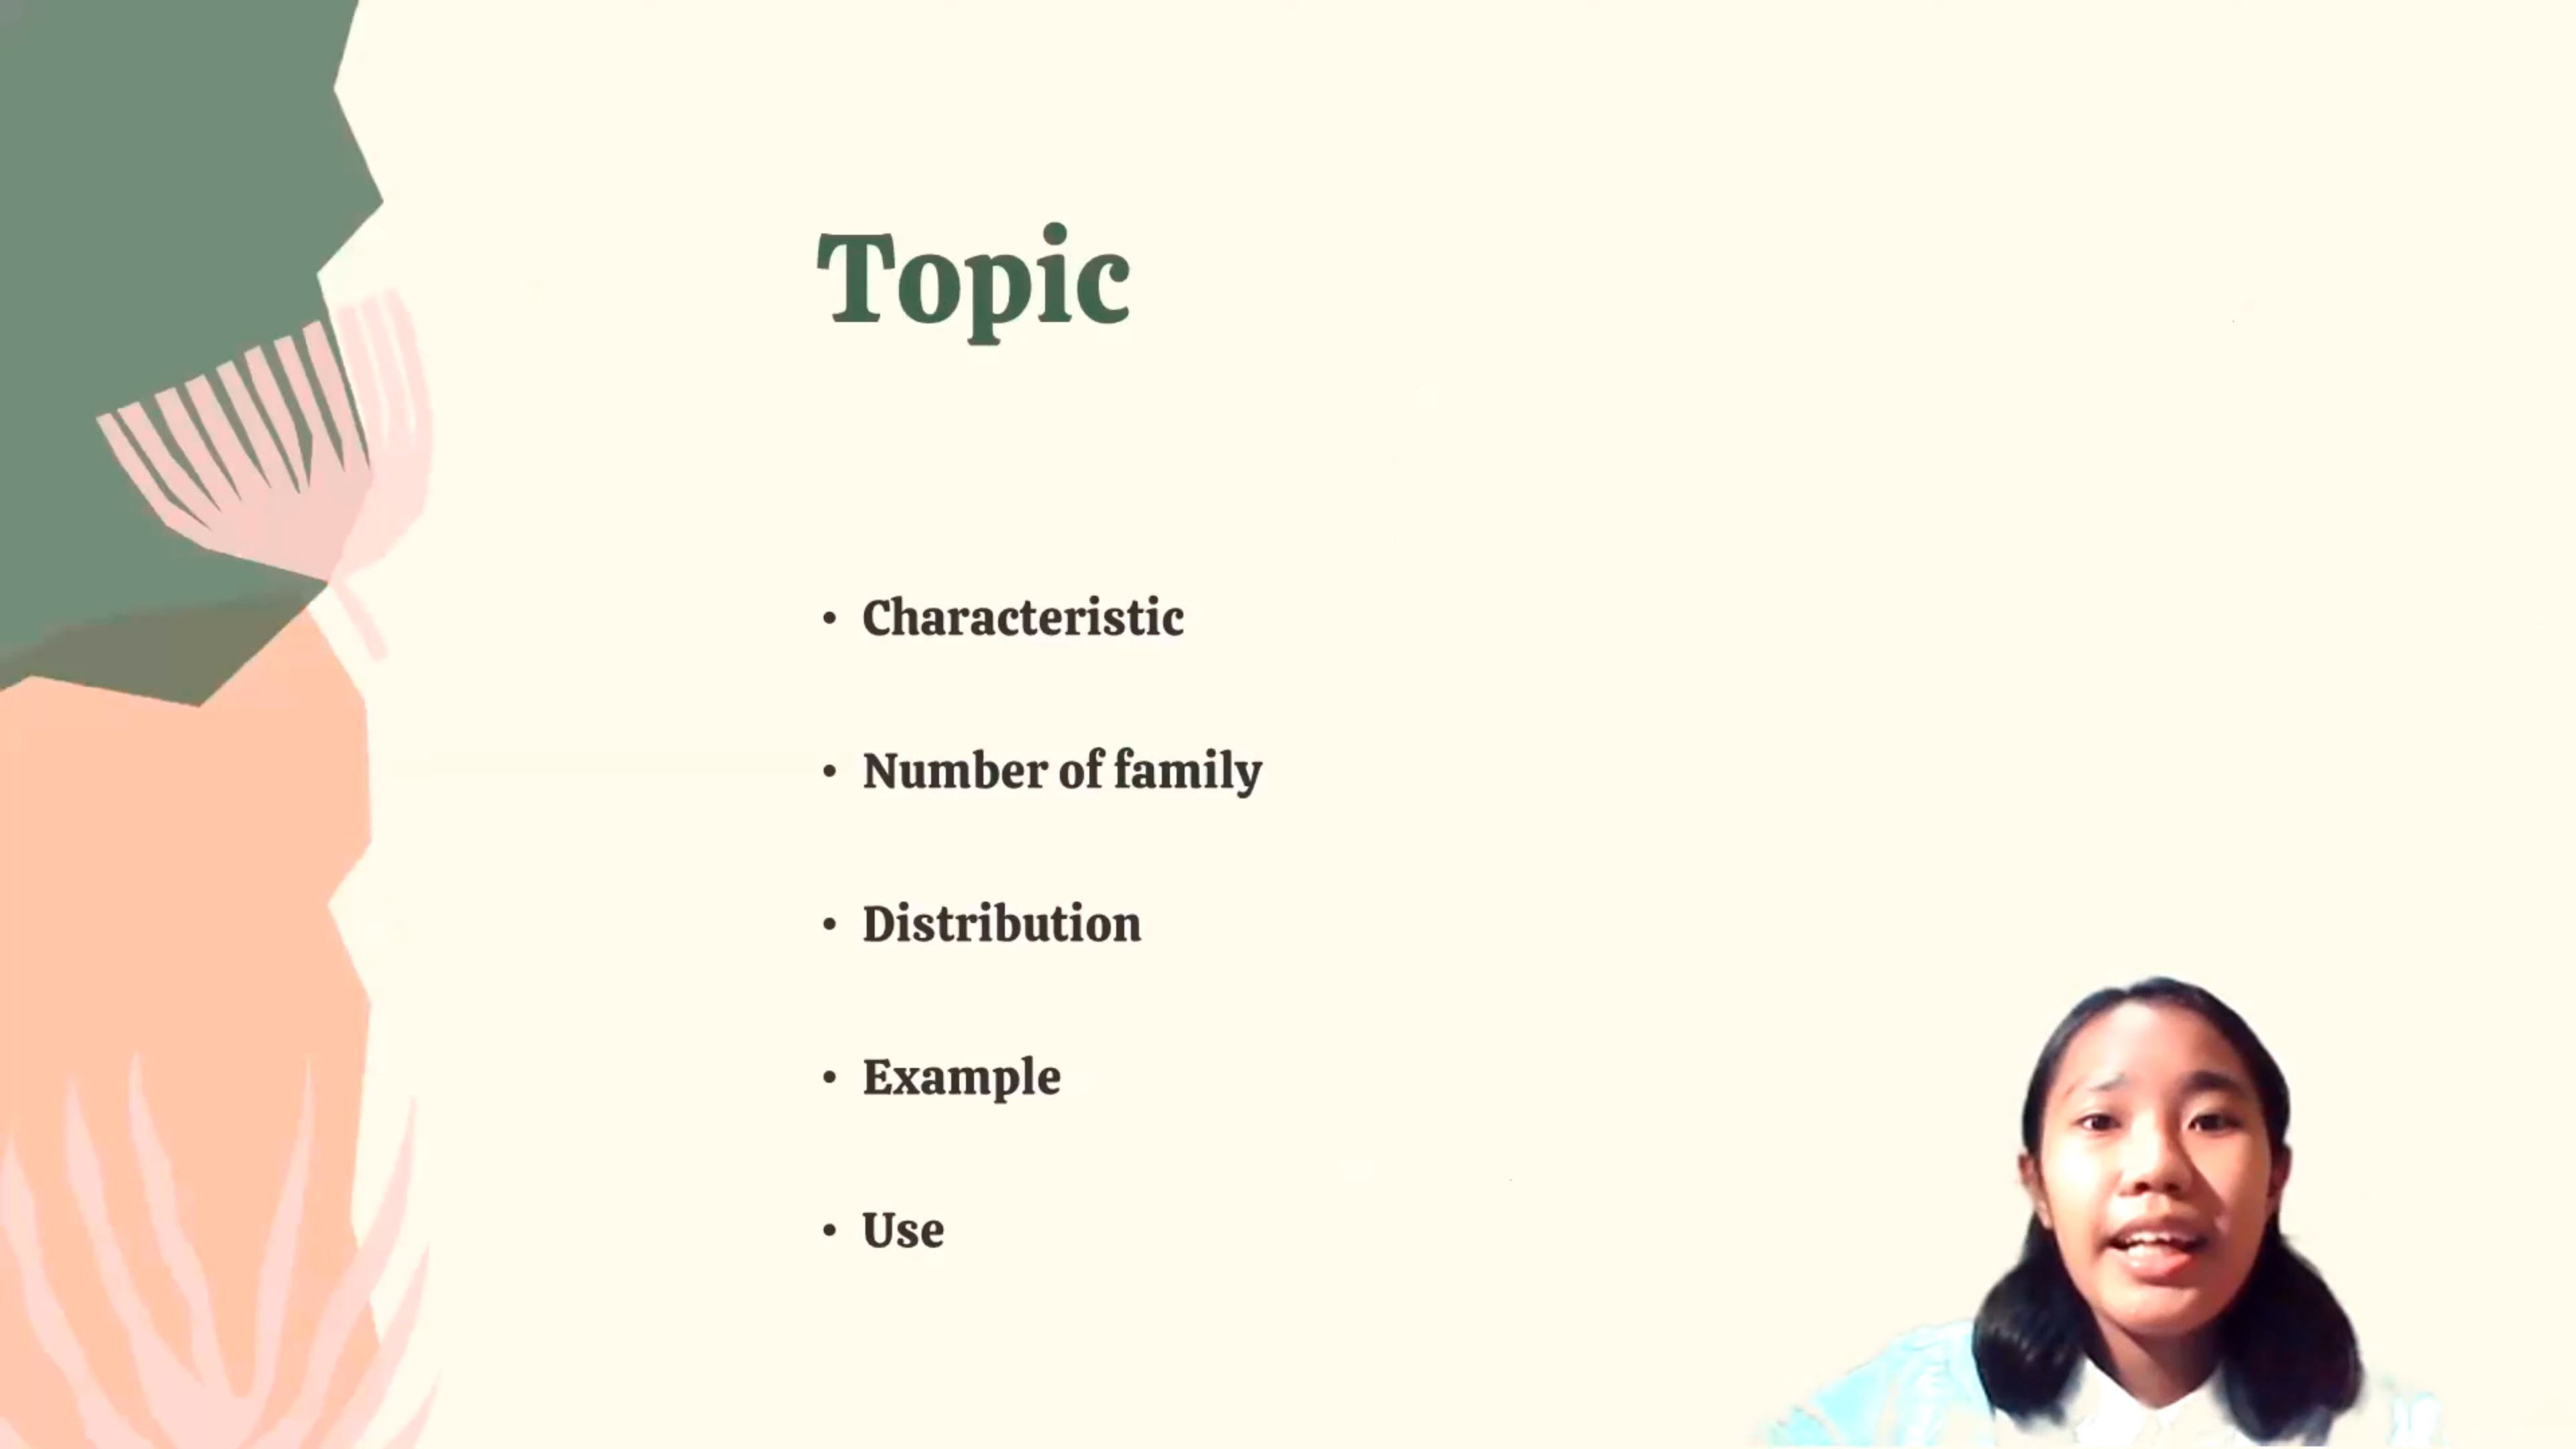 Topic
• Characteristic
• Number of family
• Distribution
• Example
• Use